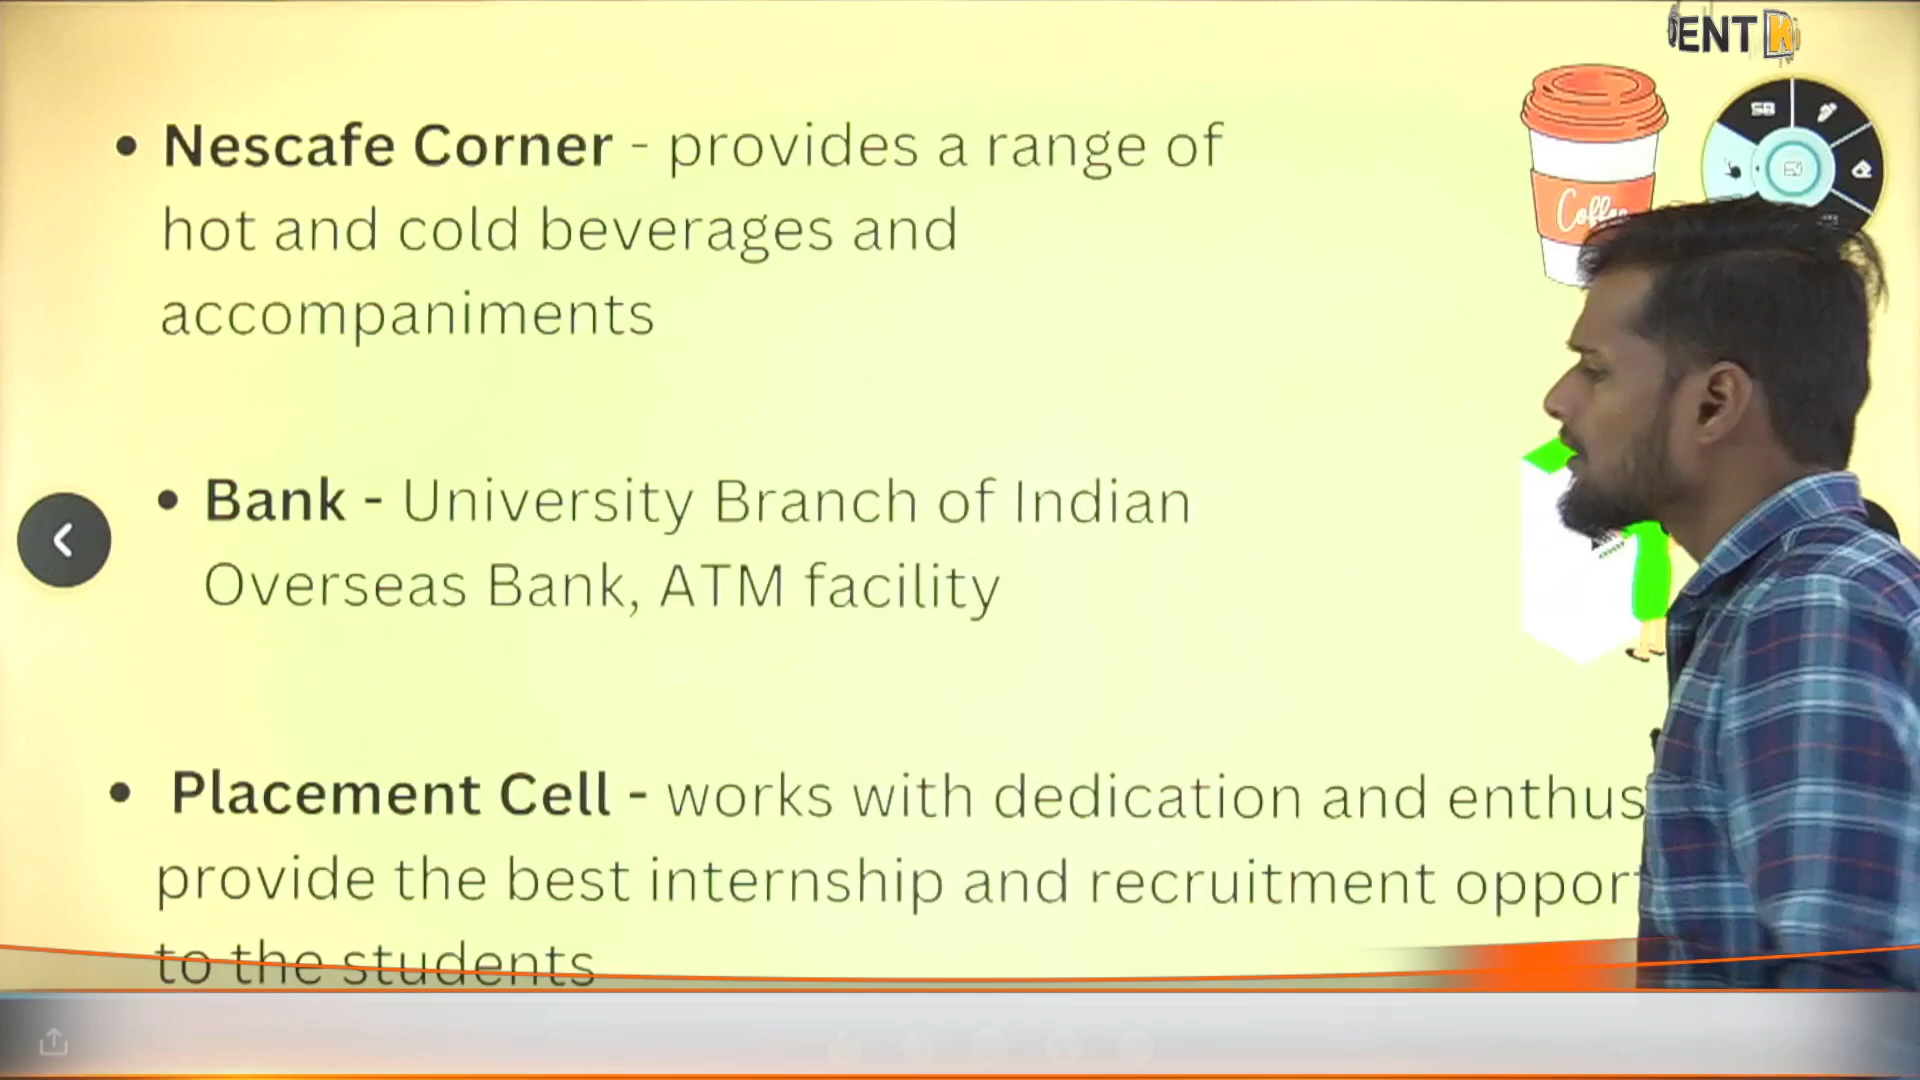 ENT K
• Nescafe Corner - provides a range of
hot and cold beverages and
accompaniments
Coffee
SB
• Bank - University Branch of Indian
Overseas Bank, ATM facility
• Placement Cell - works with dedication and enthus
provide the best internship and recruitment oppor
to the students